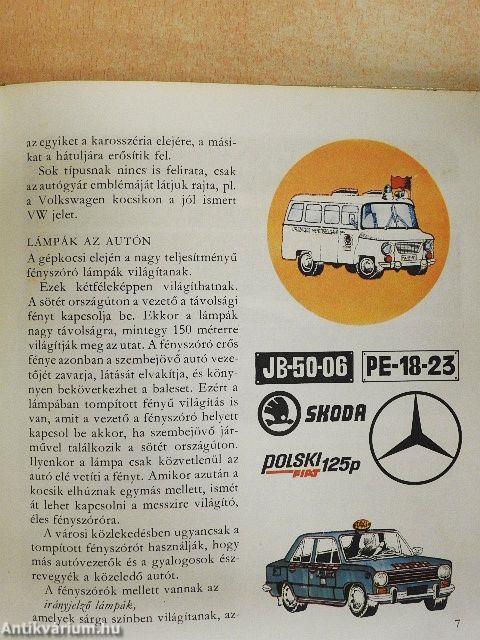 az egyiket a karosszéria elejére, a mási-
kat a hátuljára erősítik fel.
Sok típusnak nincs is felirata, csak
az autógyár emblémáját látjuk rajta, pl.
a Volkswagen kocsikon a jól ismert
VW jelet.
LÁMPÁK AZ AUTÓN
A gépkocsi elején a nagy teljesítményű
fényszóró lámpák világítanak.
Ezek kétféleképpen világíthatnak.
A sötét országúton a vezető a távolsági
fényt kapcsolja be. Ekkor a lámpák
nagy távolságra, mintegy 150 méterre
világítják meg az utat. A fényszóró erős
fénye azonban a szembejövő autó veze-
tőjét zavarja, látását elvakítja, és köny-
nyen bekövetkezhet a baleset. Ezért a
lámpában tompított fényű világítás is
van, amit a vezető a fényszóró helyett
kapcsol be akkor, ha szembejövő jár-
művel találkozik a sötét országúton.
Ilyenkor a lámpa csak közvetlenül az
autó elé vetíti a fényt. Amikor azután a
kocsik elhúznak egymás mellett, ismét
át lehet kapcsolni a messzire világító,
éles fényszóróra.
A városi közlekedésben ugyancsak a
tompított fényszórót használják, hogy
más autóvezetők és a gyalogosok ész-
revegyék a közeledő autót.
A fényszórók mellett vannak az
irányjelző lámpák,
amelyek sárga színben világítanak, az-
JB-50-06
PE-18-23
SKODA
POLSKI
FIAT
125p
TAXI
7
Antikvarium.hu